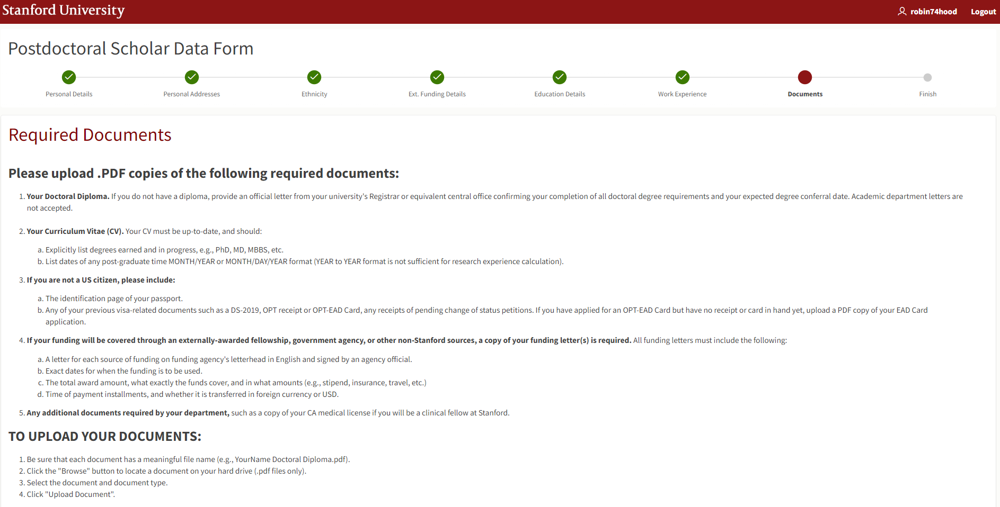 Stanford University
robin74hood
Logout
Postdoctoral Scholar Data Form
Personal Details
Personal Addresses
Ethnicity
Ext. Funding Details
Education Details
Work Experience
Documents
Finish
Required Documents
Please upload .PDF copies of the following required documents:
1. Your Doctoral Diploma. If you do not have a diploma, provide an official letter from your university's Registrar or equivalent central office confirming your completion of all doctoral degree requirements and your expected degree conferral date. Academic department letters are
not accepted.
2. Your Curriculum Vitae (CV). Your CV must be up-to-date, and should:
a. Explicitly list degrees earned and in progress, e.g., PhD, MD, MBBS, etc.
b. List dates of any post-graduate time MONTH/YEAR or MONTH/DAY/YEAR format (YEAR to YEAR format is not sufficient for research experience calculation).
3. If you are not a US citizen, please include:
a. The identification page of your passport.
b. Any of your previous visa-related documents such as a DS-2019, OPT receipt or OPT-EAD Card, any receipts of pending change of status petitions. If you have applied for an OPT-EAD Card but have no receipt or card in hand yet, upload a PDF copy of your EAD Card
application.
4. If your funding will be covered through an externally-awarded fellowship, government agency, or other non-Stanford sources, a copy of your funding letter(s) is required. All funding letters must include the following:
a. A letter for each source of funding on funding agency's letterhead in English and signed by an agency official.
b. Exact dates for when the funding is to be used.
c. The total award amount, what exactly the funds cover, and in what amounts (e.g., stipend, insurance, travel, etc.)
d. Time of payment installments, and whether it is transferred in foreign currency or USD.
5. Any additional documents required by your department, such as a copy of your CA medical license if you will be a clinical fellow at Stanford.
TO UPLOAD YOUR DOCUMENTS:
1. Be sure that each document has a meaningful file name (e.g., YourName Doctoral Diploma.pdf).
2. Click the "Browse" button to locate a document on your hard drive (.pdf files only).
3. Select the document and document type.
4. Click "Upload Document".